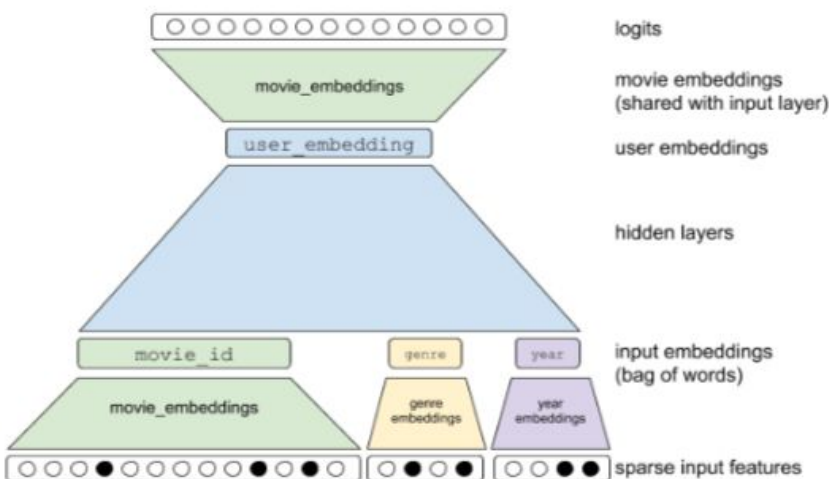 logits
movie_embeddings
movie embeddings
(shared with input layer)
user_embedding
user embeddings
hidden layers
movie_id
genre
year
input embeddings
(bag of words)
movie_embeddings
genre
embeddings
year
embeddings
sparse input features